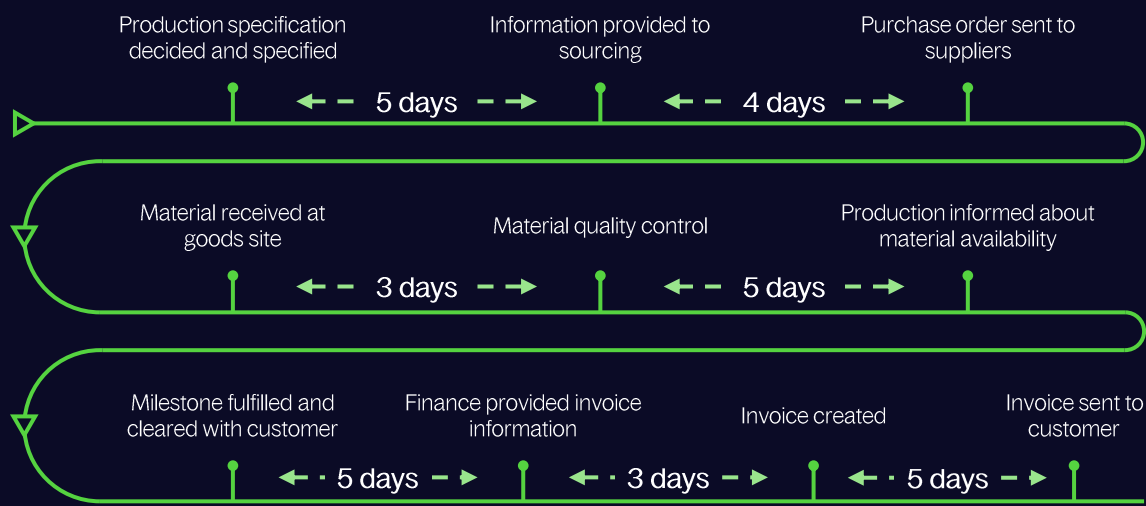 Production specification
decided and specified
Information provided to
sourcing
Purchase order sent to
suppliers
5 days
4 days
Material received at
goods site
Material quality control
Production informed about
material availability
3 days
5 days
Milestone fulfilled and
cleared with customer
Finance provided invoice
information
Invoice created
Invoice sent to
customer
5 days
3 days
5 days